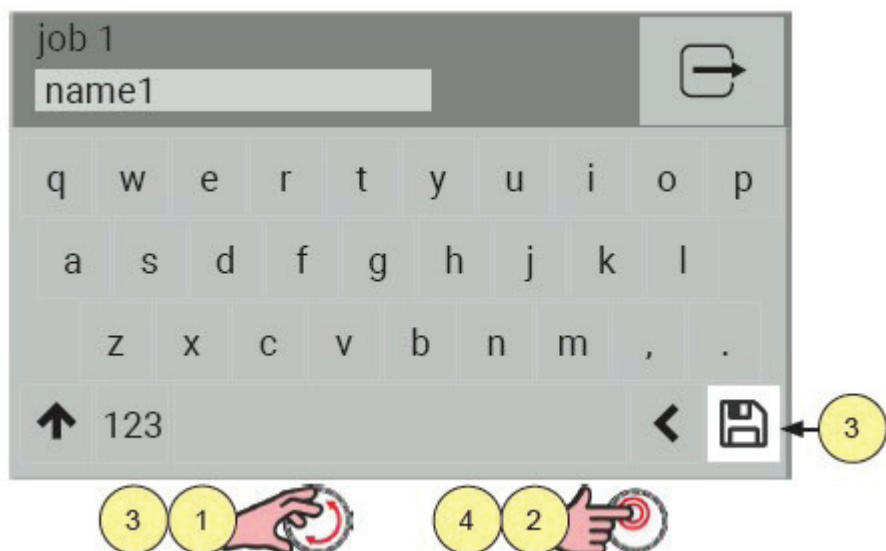 job 1
name1
q w e r t y u i o p
a s d f g h j k l
z x c v b n m , .
123
3
3 1 4 2